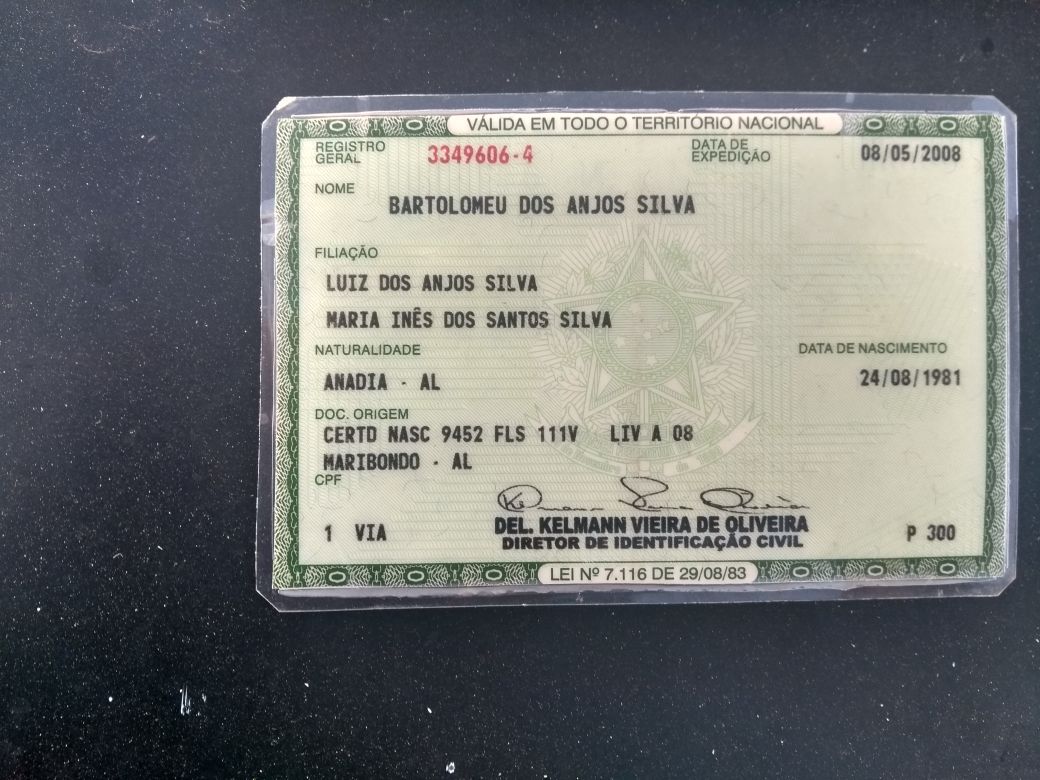 VÁLIDA EM TODO O TERRITÓRIO NACIONAL
REGISTRO GERAL 3349606-4 DATA DE EXPEDIÇÃO 08/05/2008
NOME
BARTOLOMEU DOS ANJOS SILVA
FILIAÇÃO
LUIZ DOS ANJOS SILVA
MARIA INÊS DOS SANTOS SILVA
NATURALIDADE DATA DE NASCIMENTO
ANADIA - AL 24/08/1981
DOC. ORIGEM
CERTD NASC 9452 FLS 111V LIV A 08
MARIBONDO - AL
CPF
DEL. KELMANN VIEIRA DE OLIVEIRA
1 VIA DIRETOR DE IDENTIFICAÇÃO CIVIL P 300
LEI Nº 7.116 DE 29/08/83